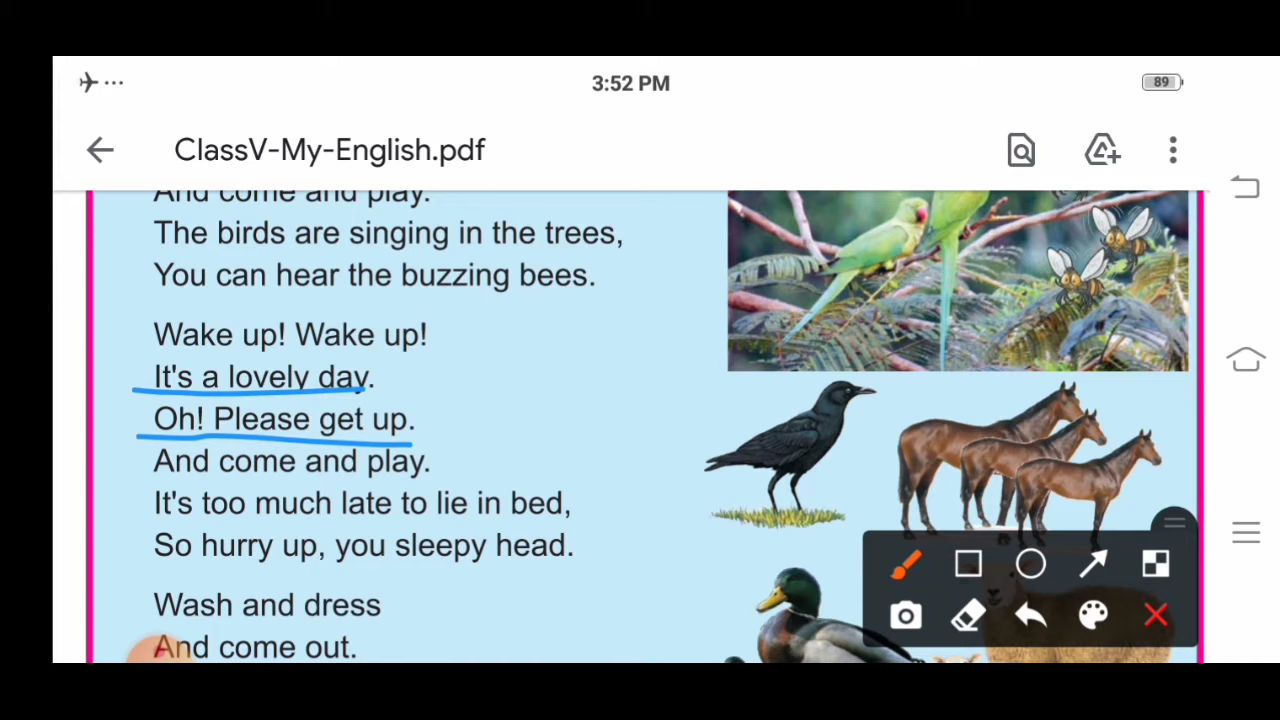 3:52 PM
89
ClassV-My-English.pdf
And come and play.
The birds are singing in the trees,
You can hear the buzzing bees.
Wake up! Wake up!
It's a lovely day.
Oh! Please get up.
And come and play.
It's too much late to lie in bed,
So hurry up, you sleepy head.
Wash and dress
And come out.